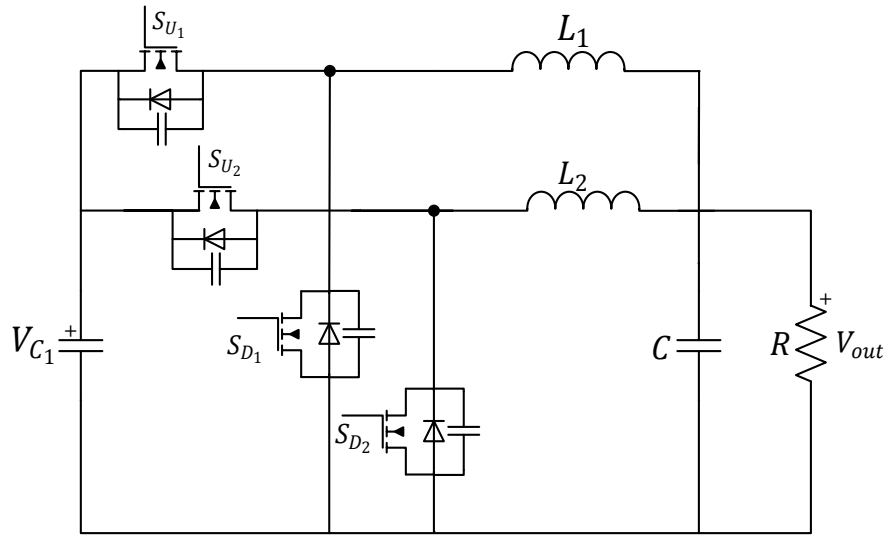 S_{U_1}
L_1
S_{U_2}
L_2
+
V_{C_1}
S_{D_1}
C
R
+
V_{out}
S_{D_2}